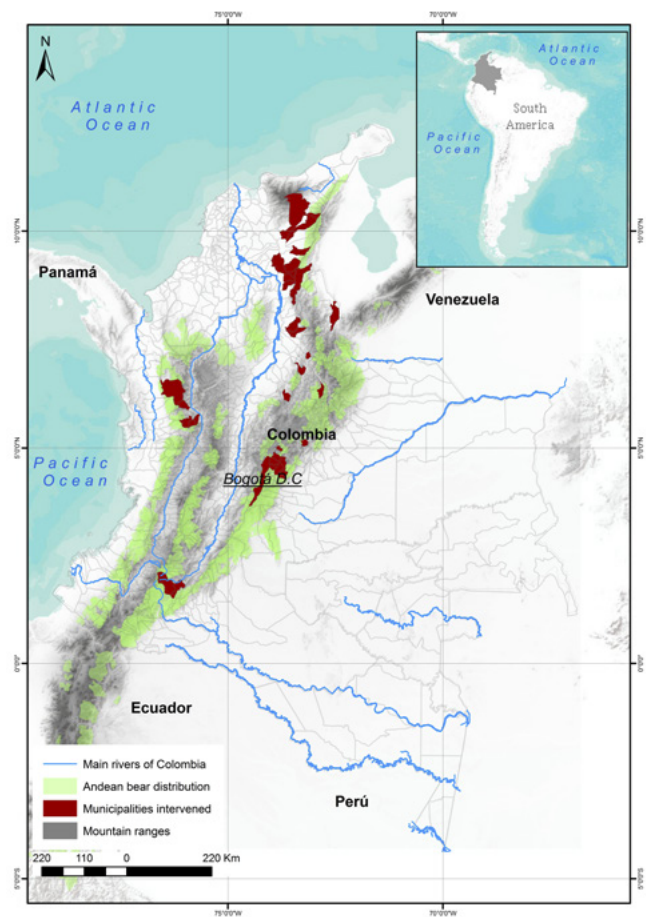 75°0'0"W
70°0'0"W
N
Atlantic
Ocean
Atlantic
Ocean
South
America
Pacific
Ocean
10°0'0"N
10°0'0"N
Panamá
Venezuela
Colombia
5°0'0"N
5°0'0"N
Pacific
Ocean
Bogotá D.C
0°0'0"
0°0'0"
Ecuador
Perú
Main rivers of Colombia
Andean bear distribution
Municipalities intervened
Mountain ranges
220 110 0 220 Km
5°0'0"S
5°0'0"S
75°0'0"W
70°0'0"W